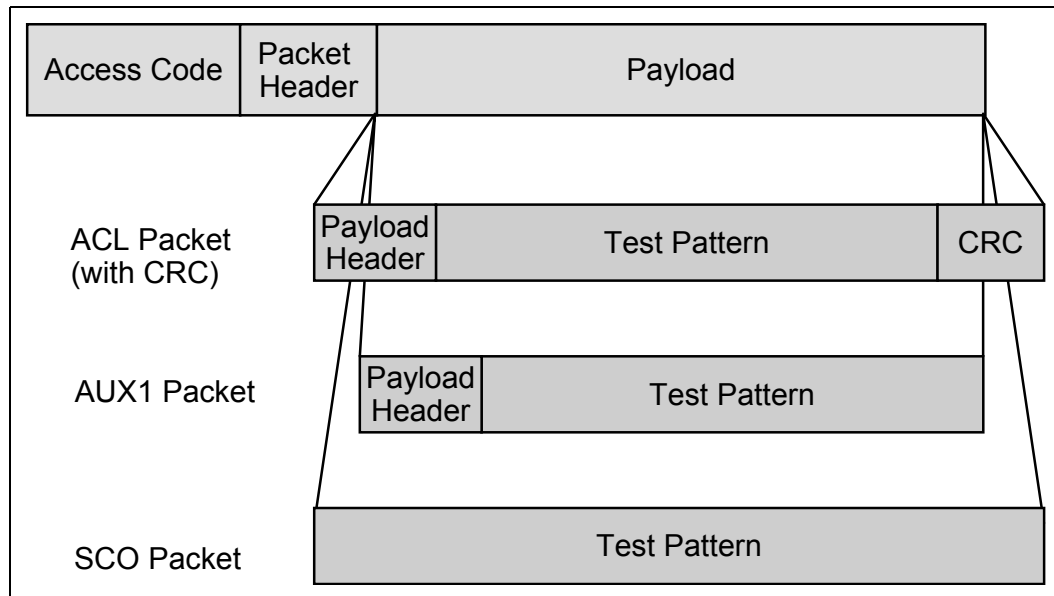 Access Code
Packet
Header
Payload
ACL Packet
(with CRC)
Payload
Header
Test Pattern
CRC
AUX1 Packet
Payload
Header
Test Pattern
SCO Packet
Test Pattern